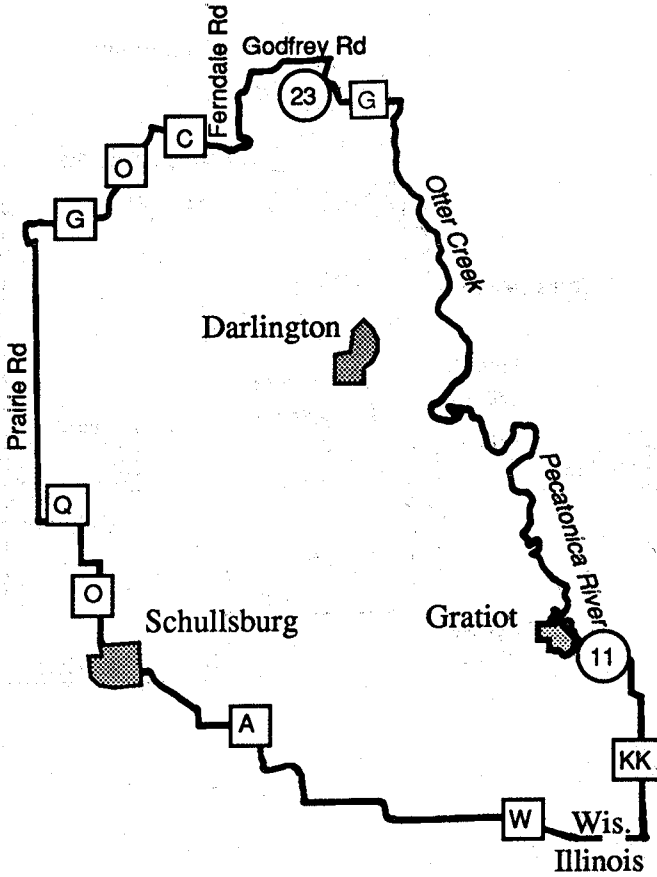 Godfrey Rd
Ferndale Rd
23
G
C
O
G
Otter Creek
Darlington
Prairie Rd
Q
Pecatonica River
O
Schullsburg
Gratiot
11
A
KK
W
Wis.
Illinois